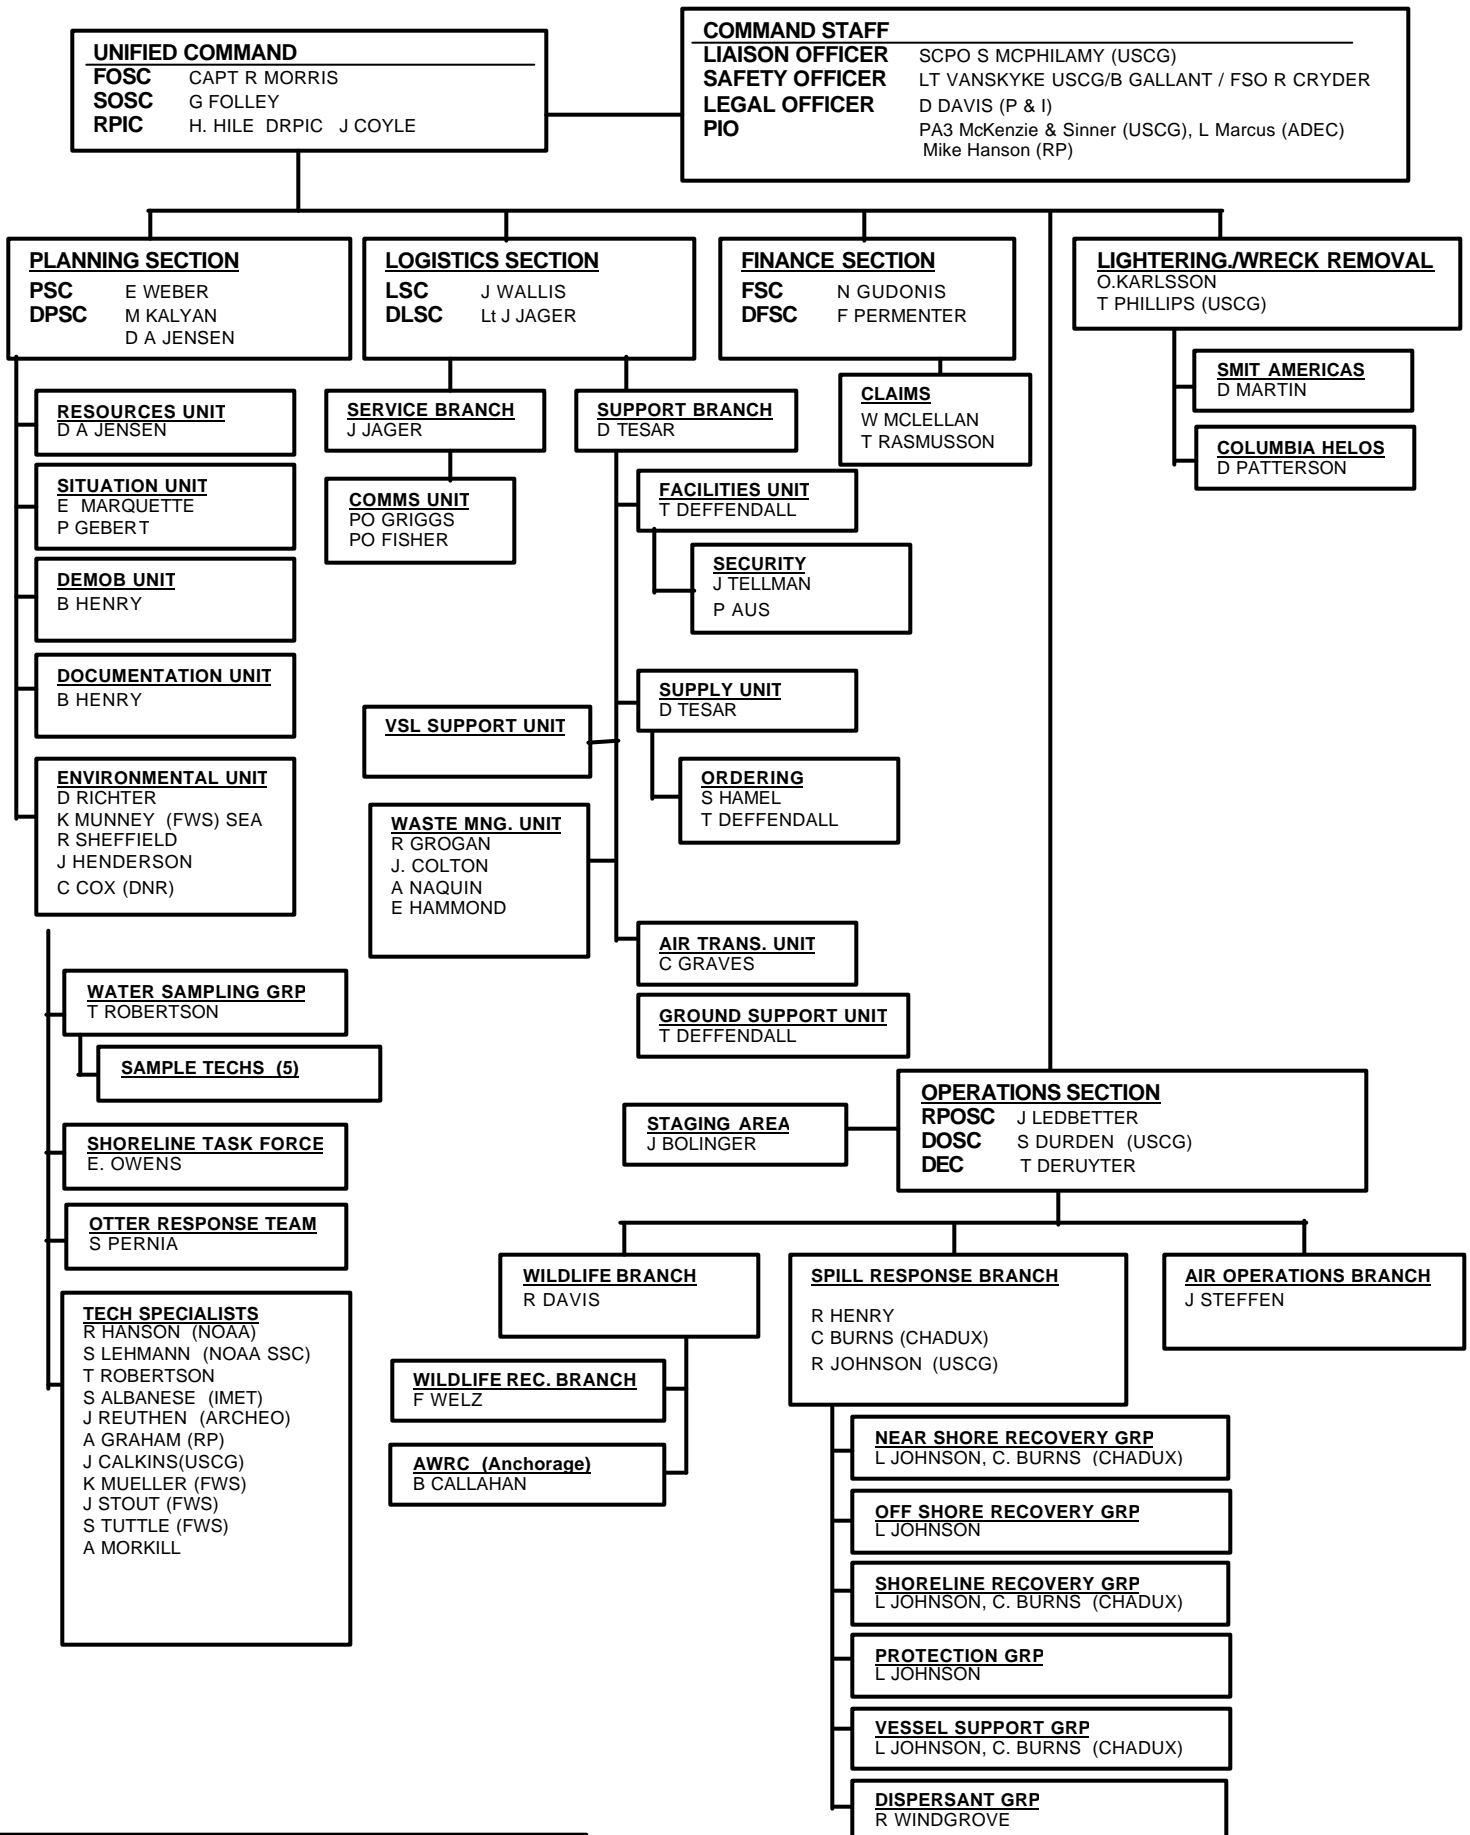 UNIFIED COMMAND
FOSC CAPT R MORRIS
SOSC G FOLLEY
RPIC H. HILE DRPIC J COYLE
COMMAND STAFF
LIAISON OFFICER SCPO S MCPHILAMY (USCG)
SAFETY OFFICER LT VANSKYKE USCG/B GALLANT / FSO R CRYDER
LEGAL OFFICER D DAVIS (P & I)
PIO PA3 McKenzie & Sinner (USCG), L Marcus (ADEC)
Mike Hanson (RP)
PLANNING SECTION
PSC E WEBER
DPSC M KALYAN
D A JENSEN
LOGISTICS SECTION
LSC J WALLIS
DLSC Lt J JAGER
FINANCE SECTION
FSC N GUDONIS
DFSC F PERMENTER
LIGHTERING./WRECK REMOVAL
O.KARLSSON
T PHILLIPS (USCG)
SMIT AMERICAS
D MARTIN
COLUMBIA HELOS
D PATTERSON
CLAIMS
W MCLELLAN
T RASMUSSON
RESOURCES UNIT
D A JENSEN
SITUATION UNIT
E MARQUETTE
P GEBERT
DEMOB UNIT
B HENRY
DOCUMENTATION UNIT
B HENRY
ENVIRONMENTAL UNIT
D RICHTER
K MUNNEY (FWS) SEA
R SHEFFIELD
J HENDERSON
C COX (DNR)
WATER SAMPLING GRP
T ROBERTSON
SAMPLE TECHS (5)
SHORELINE TASK FORCE
E. OWENS
OTTER RESPONSE TEAM
S PERNIA
TECH SPECIALISTS
R HANSON (NOAA)
S LEHMANN (NOAA SSC)
T ROBERTSON
S ALBANESE (IMET)
J REUTHEN (ARCHEO)
A GRAHAM (RP)
J CALKINS(USCG)
K MUELLER (FWS)
J STOUT (FWS)
S TUTTLE (FWS)
A MORKILL
SERVICE BRANCH
J JAGER
COMMS UNIT
PO GRIGGS
PO FISHER
SUPPORT BRANCH
D TESAR
FACILITIES UNIT
T DEFFENDALL
SECURITY
J TELLMAN
P AUS
SUPPLY UNIT
D TESAR
ORDERING
S HAMEL
T DEFFENDALL
VSL SUPPORT UNIT
WASTE MNG. UNIT
R GROGAN
J. COLTON
A NAQUIN
E HAMMOND
AIR TRANS. UNIT
C GRAVES
GROUND SUPPORT UNIT
T DEFFENDALL
STAGING AREA
J BOLINGER
OPERATIONS SECTION
RPOSC J LEDBETTER
DOSC S DURDEN (USCG)
DEC T DERUYTER
WILDLIFE BRANCH
R DAVIS
WILDLIFE REC. BRANCH
F WELZ
AWRC (Anchorage)
B CALLAHAN
SPILL RESPONSE BRANCH
R HENRY
C BURNS (CHADUX)
R JOHNSON (USCG)
AIR OPERATIONS BRANCH
J STEFFEN
NEAR SHORE RECOVERY GRP
L JOHNSON, C. BURNS (CHADUX)
OFF SHORE RECOVERY GRP
L JOHNSON
SHORELINE RECOVERY GRP
L JOHNSON, C. BURNS (CHADUX)
PROTECTION GRP
L JOHNSON
VESSEL SUPPORT GRP
L JOHNSON, C. BURNS (CHADUX)
DISPERSANT GRP
R WINDGROVE